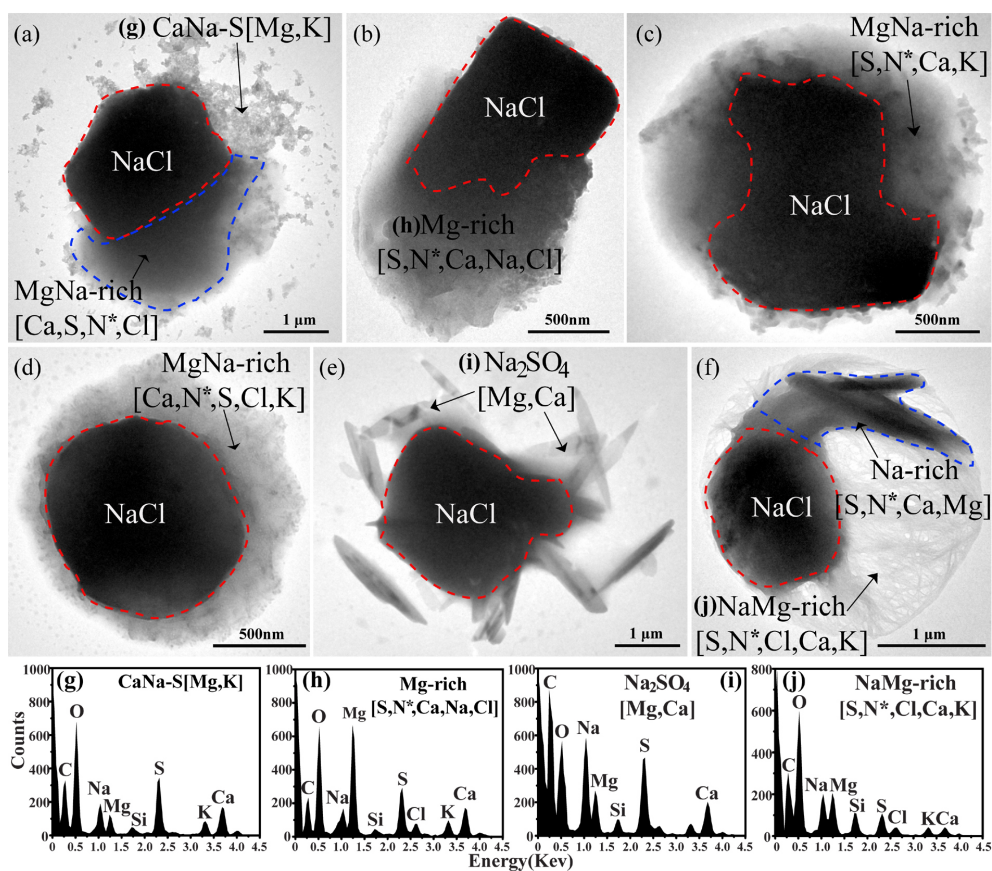 (a)
(g) CaNa-S[Mg,K]
NaCl
MgNa-rich
[Ca,S,N*,Cl]
1 μm
(b)
NaCl
(h)Mg-rich
[S,N*,Ca,Na,Cl]
500nm
(c)
MgNa-rich
[S,N*,Ca,K]
NaCl
500nm
(d)
MgNa-rich
[Ca,N*,S,Cl,K]
NaCl
500nm
(e)
(i) Na₂SO₄
[Mg,Ca]
NaCl
1 μm
(f)
Na-rich
[S,N*,Ca,Mg]
NaCl
(j)NaMg-rich
[S,N*,Cl,Ca,K]
1 μm
Counts
1000
800
600
400
200
0
(g)
CaNa-S[Mg,K]
C O Na Mg Si S K Ca
0 0.5 1.0 1.5 2.0 2.5 3.0 3.5 4.0 4.5
1000
800
600
400
200
0
(h)
Mg-rich
[S,N*,Ca,Na,Cl]
C O Na Mg Si S Cl K Ca
0 0.5 1.0 1.5 2.0 2.5 3.0 3.5 4.0 4.5
1000
800
600
400
200
0
Na₂SO₄
[Mg,Ca]
(i)
C O Na Mg Si S Ca
0 0.5 1.0 1.5 2.0 2.5 3.0 3.5 4.0 4.5
800
600
400
200
0
(j)
NaMg-rich
[S,N*,Cl,Ca,K]
C O Na Mg Si S Cl K Ca
0 0.5 1.0 1.5 2.0 2.5 3.0 3.5 4.0 4.5
Energy(Kev)